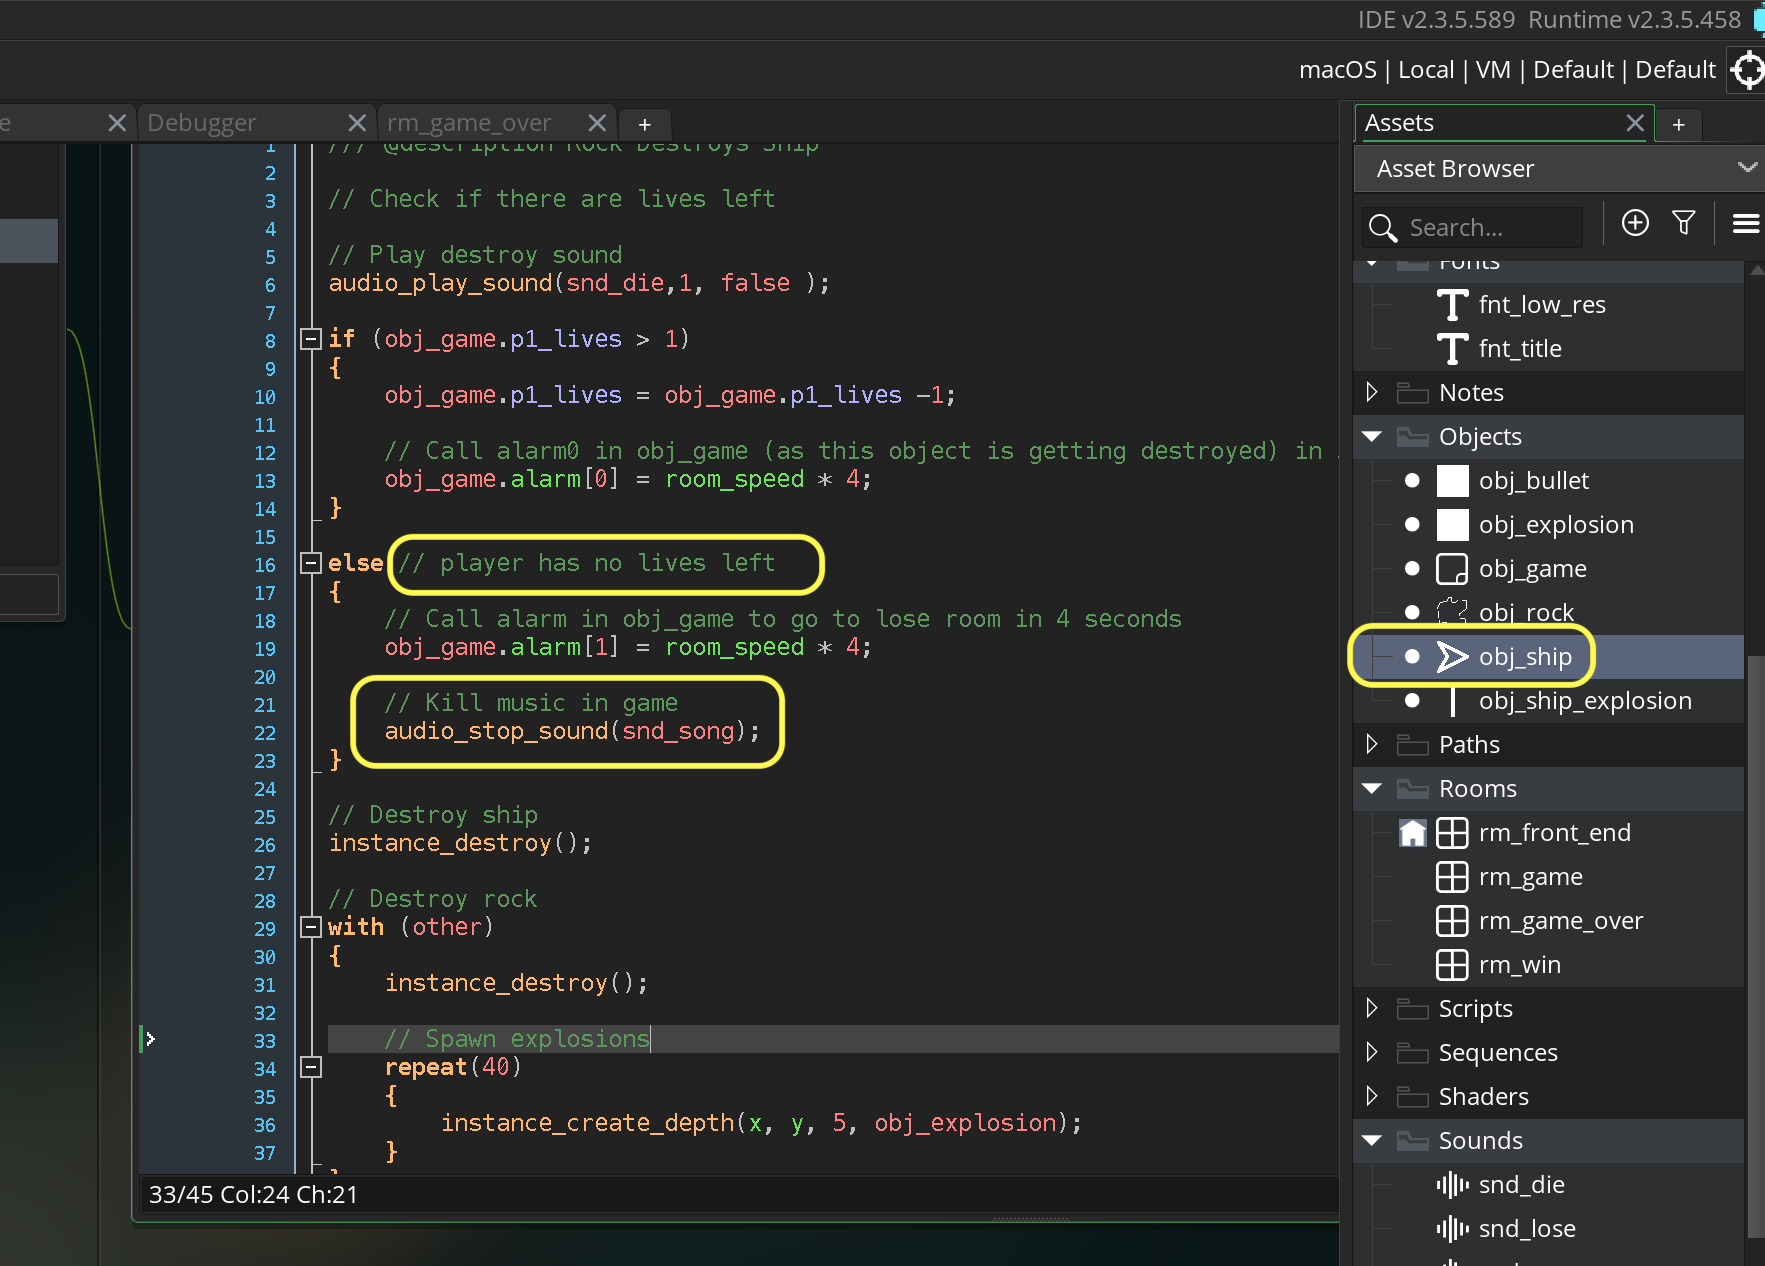 IDE v2.3.5.589 Runtime v2.3.5.458
macOS | Local | VM | Default | Default
e
Debugger
rm_game_over
+
1 /// @description Rock Destroys Ship
2
3 // Check if there are lives left
4
5 // Play destroy sound
6 audio_play_sound(snd_die,1, false );
7
8 if (obj_game.p1_lives > 1)
9 {
10 obj_game.p1_lives = obj_game.p1_lives -1;
11
12 // Call alarm0 in obj_game (as this object is getting destroyed) in
13 obj_game.alarm[0] = room_speed * 4;
14 }
15
16 else // player has no lives left
17 {
18 // Call alarm in obj_game to go to lose room in 4 seconds
19 obj_game.alarm[1] = room_speed * 4;
20
21 // Kill music in game
22 audio_stop_sound(snd_song);
23 }
24
25 // Destroy ship
26 instance_destroy();
27
28 // Destroy rock
29 with (other)
30 {
31 instance_destroy();
32
33 // Spawn explosions
34 repeat(40)
35 {
36 instance_create_depth(x, y, 5, obj_explosion);
37 }
33/45 Col:24 Ch:21
Assets
+
Asset Browser
Search...
Fonts
fnt_low_res
fnt_title
Notes
Objects
obj_bullet
obj_explosion
obj_game
obj_rock
obj_ship
obj_ship_explosion
Paths
Rooms
rm_front_end
rm_game
rm_game_over
rm_win
Scripts
Sequences
Shaders
Sounds
snd_die
snd_lose